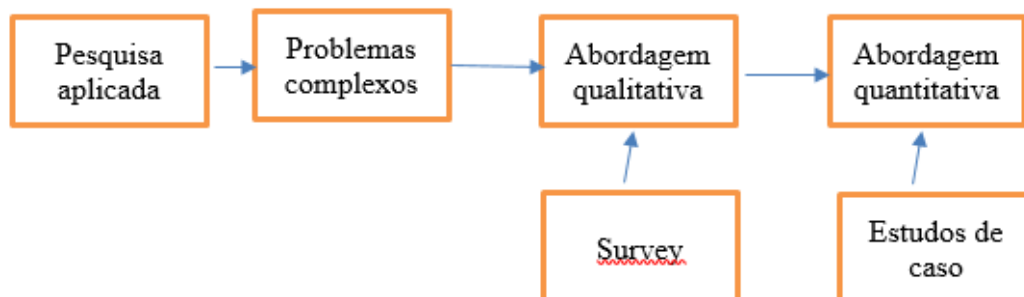 Pesquisa
aplicada
Problemas
complexos
Abordagem
qualitativa
Abordagem
quantitativa
Survey
Estudos de
caso